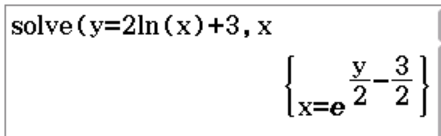 solve(y=2ln(x)+3,x
{x=e^(y/2-3/2)}